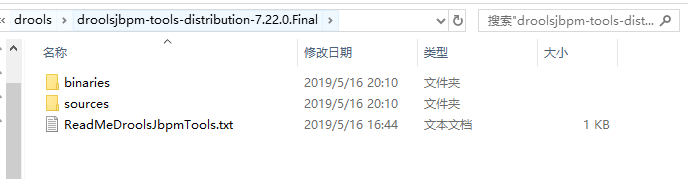 « drools › droolsjbpm-tools-distribution-7.22.0.Final
搜索"droolsjbpm-tools-dist...
名称 修改日期 类型 大小
binaries 2019/5/16 20:10 文件夹
sources 2019/5/16 20:10 文件夹
ReadMeDroolsJbpmTools.txt 2019/5/16 16:44 文本文档 1 KB